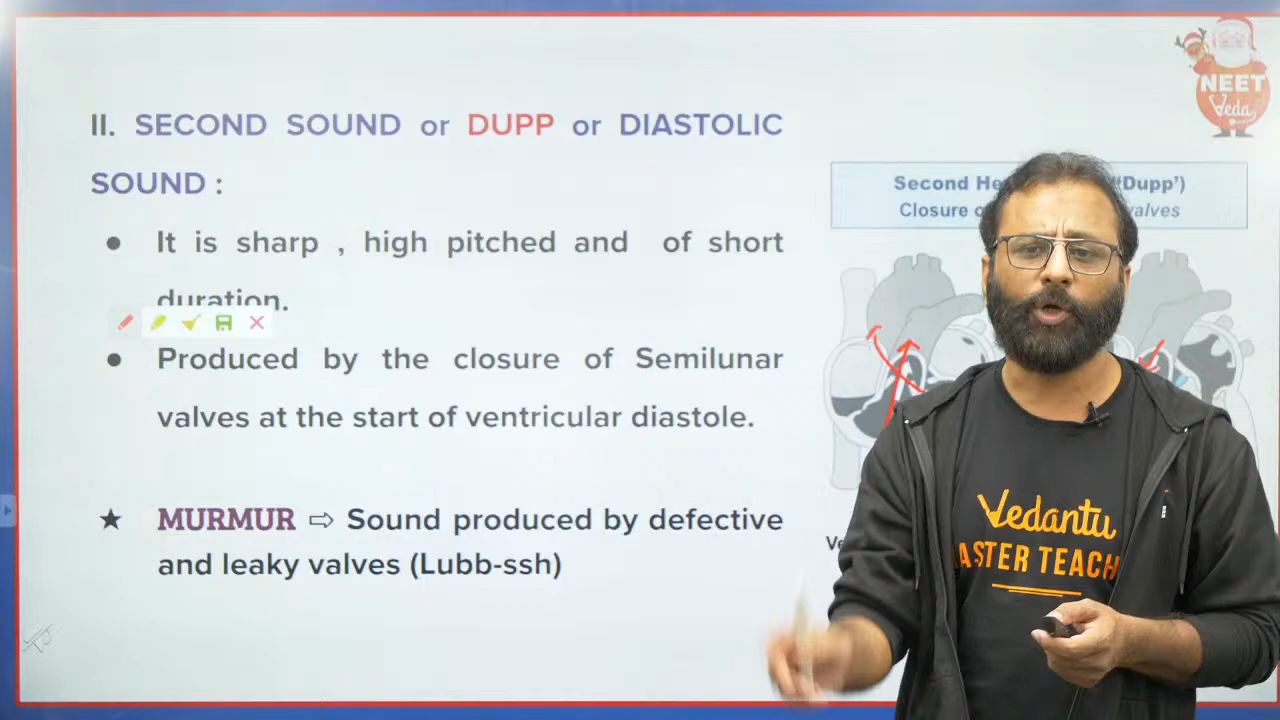 II. SECOND SOUND or DUPP or DIASTOLIC
SOUND :
● It is sharp , high pitched and of short
duration.
● Produced by the closure of Semilunar
valves at the start of ventricular diastole.
★ MURMUR ⇨ Sound produced by defective
and leaky valves (Lubb-ssh)
NEET
Veda
Second He ‘Dupp’)
Closure valves
Ve
Vedantu
ASTER TEACH